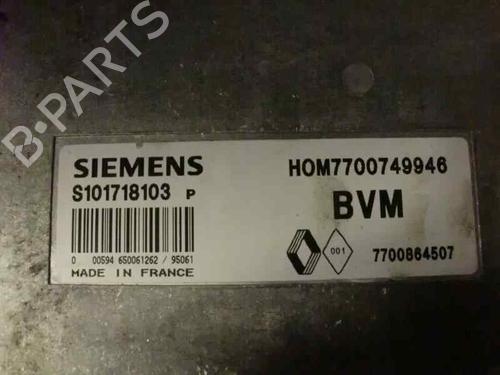 B-PARTS
SIEMENS
S101718103 P
0 00594 650061262 / 95061
MADE IN FRANCE
HOM7700749946
BVM
001
7700864507